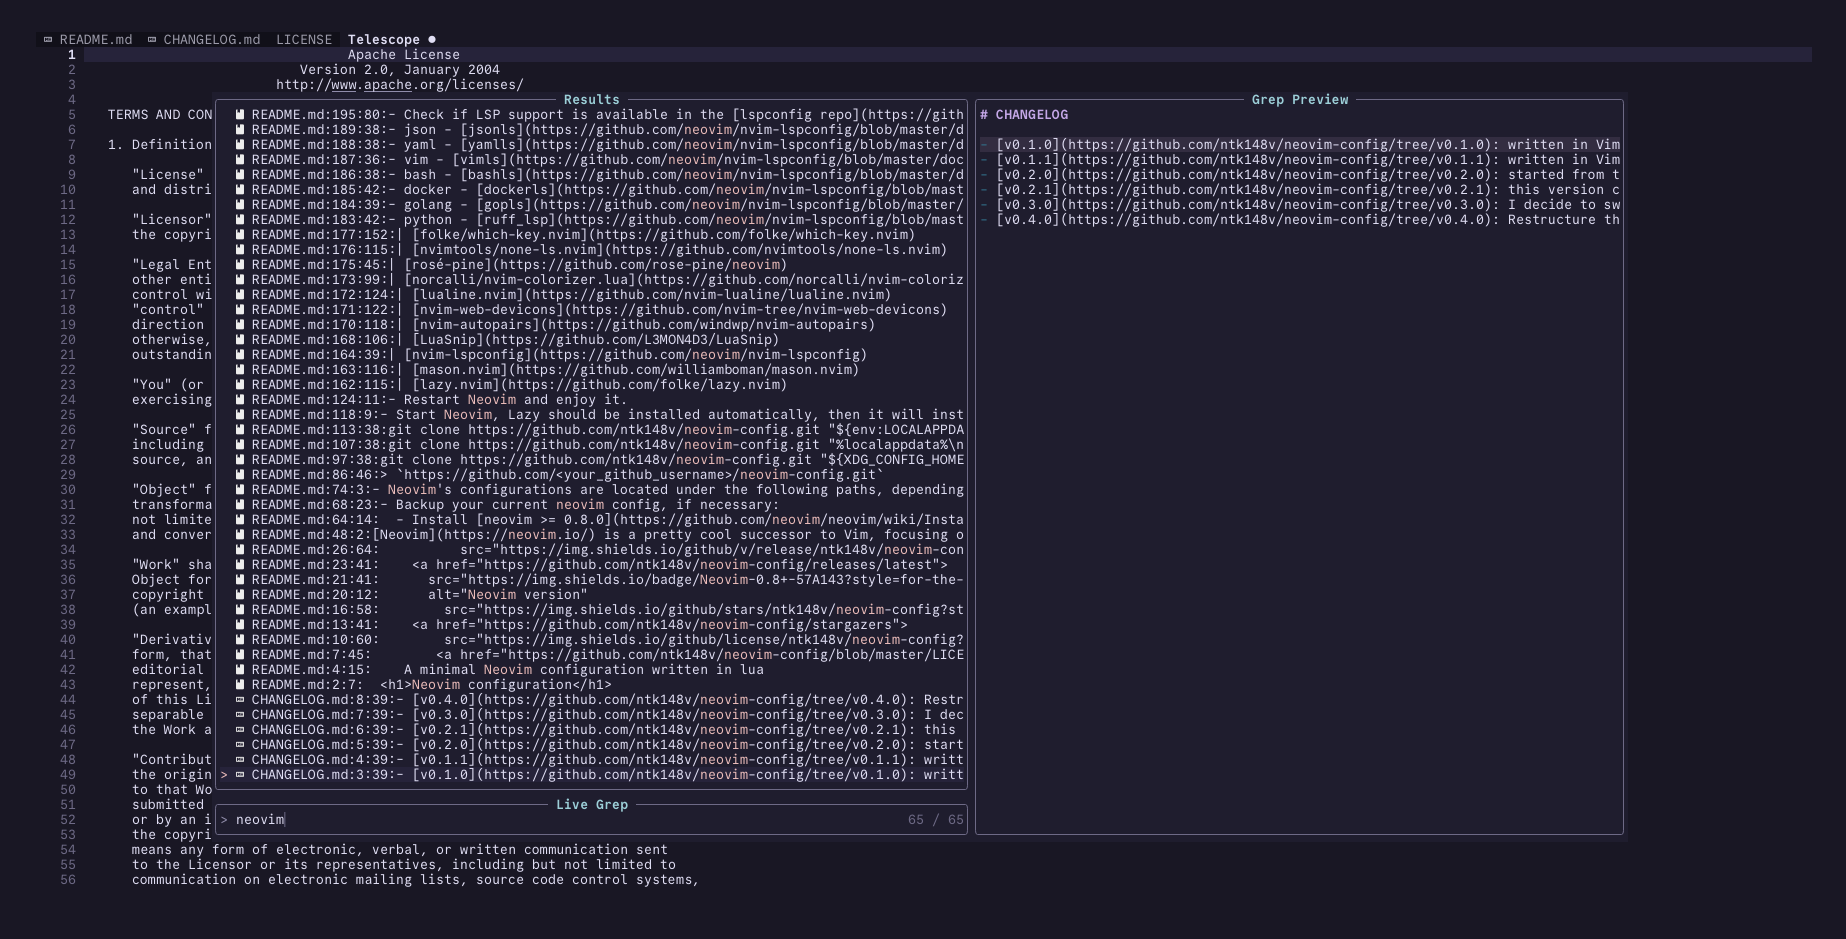 README.md CHANGELOG.md LICENSE Telescope ●
1 Apache License
2 Version 2.0, January 2004
3 http://www.apache.org/licenses/
4
5 TERMS AND CON
6
7 1. Definition
8
9 "License"
10 and distri
11
12 "Licensor"
13 the copyri
14
15 "Legal Ent
16 other enti
17 control wi
18 "control"
19 direction
20 otherwise,
21 outstandin
22
23 "You" (or
24 exercising
25
26 "Source" f
27 including
28 source, an
29
30 "Object" f
31 transforma
32 not limite
33 and conver
34
35 "Work" sha
36 Object for
37 copyright
38 (an exampl
39
40 "Derivativ
41 form, that
42 editorial
43 represent,
44 of this Li
45 separable
46 the Work a
47
48 "Contribut
49 the origin
50 to that Wo
51 submitted
52 or by an i
53 the copyri
54 means any form of electronic, verbal, or written communication sent
55 to the Licensor or its representatives, including but not limited to
56 communication on electronic mailing lists, source code control systems,
Results
README.md:195:80:- Check if LSP support is available in the [lspconfig repo](https://gith
README.md:189:38:- json - [jsonls](https://github.com/neovim/nvim-lspconfig/blob/master/d
README.md:188:38:- yaml - [yamlls](https://github.com/neovim/nvim-lspconfig/blob/master/d
README.md:187:36:- vim - [vimls](https://github.com/neovim/nvim-lspconfig/blob/master/doc
README.md:186:38:- bash - [bashls](https://github.com/neovim/nvim-lspconfig/blob/master/d
README.md:185:42:- docker - [dockerls](https://github.com/neovim/nvim-lspconfig/blob/mast
README.md:184:39:- golang - [gopls](https://github.com/neovim/nvim-lspconfig/blob/master/
README.md:183:42:- python - [ruff_lsp](https://github.com/neovim/nvim-lspconfig/blob/mast
README.md:177:152:| [folke/which-key.nvim](https://github.com/folke/which-key.nvim)
README.md:176:115:| [nvimtools/none-ls.nvim](https://github.com/nvimtools/none-ls.nvim)
README.md:175:45:| [rosé-pine](https://github.com/rose-pine/neovim)
README.md:173:99:| [norcalli/nvim-colorizer.lua](https://github.com/norcalli/nvim-coloriz
README.md:172:124:| [lualine.nvim](https://github.com/nvim-lualine/lualine.nvim)
README.md:171:122:| [nvim-web-devicons](https://github.com/nvim-tree/nvim-web-devicons)
README.md:170:118:| [nvim-autopairs](https://github.com/windwp/nvim-autopairs)
README.md:168:106:| [LuaSnip](https://github.com/L3MON4D3/LuaSnip)
README.md:164:39:| [nvim-lspconfig](https://github.com/neovim/nvim-lspconfig)
README.md:163:116:| [mason.nvim](https://github.com/williamboman/mason.nvim)
README.md:162:115:| [lazy.nvim](https://github.com/folke/lazy.nvim)
README.md:124:11:- Restart Neovim and enjoy it.
README.md:118:9:- Start Neovim, Lazy should be installed automatically, then it will inst
README.md:113:38:git clone https://github.com/ntk148v/neovim-config.git "${env:LOCALAPPDA
README.md:107:38:git clone https://github.com/ntk148v/neovim-config.git "%localappdata%\n
README.md:97:38:git clone https://github.com/ntk148v/neovim-config.git "${XDG_CONFIG_HOME
README.md:86:46:> `https://github.com/<your_github_username>/neovim-config.git`
README.md:74:3:- Neovim's configurations are located under the following paths, depending
README.md:68:23:- Backup your current neovim config, if necessary:
README.md:64:14: - Install [neovim >= 0.8.0](https://github.com/neovim/neovim/wiki/Insta
README.md:48:2:[Neovim](https://neovim.io/) is a pretty cool successor to Vim, focusing o
README.md:26:64: src="https://img.shields.io/github/v/release/ntk148v/neovim-con
README.md:23:41: <a href="https://github.com/ntk148v/neovim-config/releases/latest">
README.md:21:41: src="https://img.shields.io/badge/Neovim-0.8+-57A143?style=for-the-
README.md:20:12: alt="Neovim version"
README.md:16:58: src="https://img.shields.io/github/stars/ntk148v/neovim-config?st
README.md:13:41: <a href="https://github.com/ntk148v/neovim-config/stargazers">
README.md:10:60: src="https://img.shields.io/github/license/ntk148v/neovim-config?
README.md:7:45: <a href="https://github.com/ntk148v/neovim-config/blob/master/LICE
README.md:4:15: A minimal Neovim configuration written in lua
README.md:2:7: <h1>Neovim configuration</h1>
CHANGELOG.md:8:39:- [v0.4.0](https://github.com/ntk148v/neovim-config/tree/v0.4.0): Restr
CHANGELOG.md:7:39:- [v0.3.0](https://github.com/ntk148v/neovim-config/tree/v0.3.0): I dec
CHANGELOG.md:6:39:- [v0.2.1](https://github.com/ntk148v/neovim-config/tree/v0.2.1): this
CHANGELOG.md:5:39:- [v0.2.0](https://github.com/ntk148v/neovim-config/tree/v0.2.0): start
CHANGELOG.md:4:39:- [v0.1.1](https://github.com/ntk148v/neovim-config/tree/v0.1.1): writt
> CHANGELOG.md:3:39:- [v0.1.0](https://github.com/ntk148v/neovim-config/tree/v0.1.0): writt
Live Grep
> neovim 65 / 65
Grep Preview
# CHANGELOG
- [v0.1.0](https://github.com/ntk148v/neovim-config/tree/v0.1.0): written in Vim
- [v0.1.1](https://github.com/ntk148v/neovim-config/tree/v0.1.1): written in Vim
- [v0.2.0](https://github.com/ntk148v/neovim-config/tree/v0.2.0): started from t
- [v0.2.1](https://github.com/ntk148v/neovim-config/tree/v0.2.1): this version c
- [v0.3.0](https://github.com/ntk148v/neovim-config/tree/v0.3.0): I decide to sw
- [v0.4.0](https://github.com/ntk148v/neovim-config/tree/v0.4.0): Restructure th